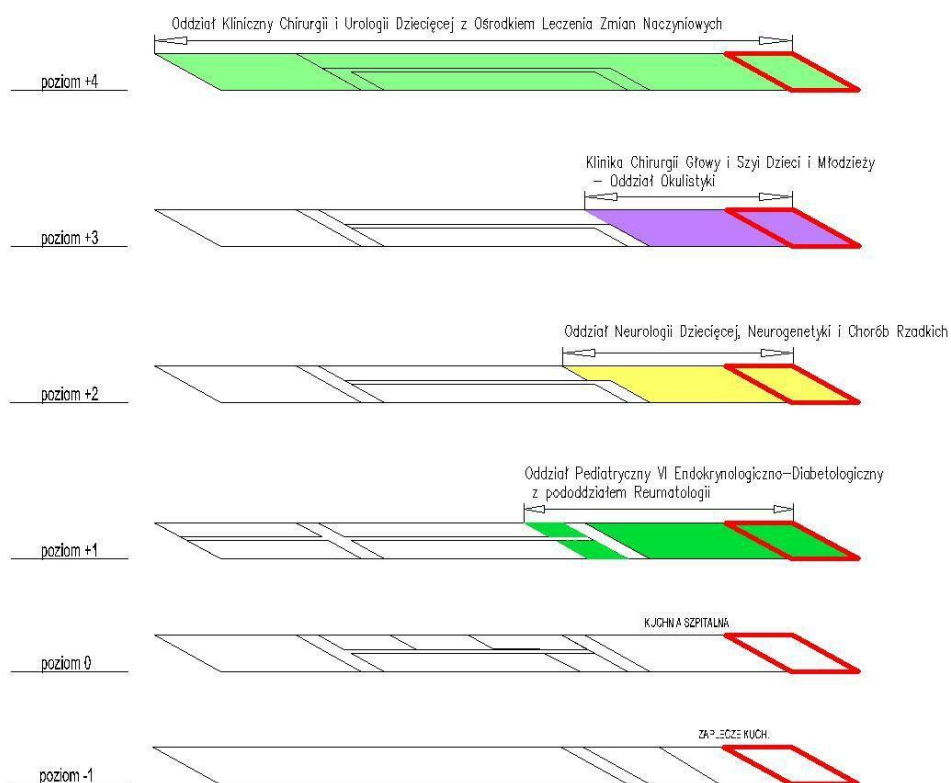 Oddział Kliniczny Chirurgii i Urologii Dziecięcej z Ośrodkiem Leczenia Zmian Naczyniowych
poziom +4
Klinika Chirurgii Głowy i Szyi Dzieci i Młodzieży
– Oddział Okulistyki
poziom +3
Oddział Neurologii Dziecięcej, Neurogenetyki i Chorób Rzadkich
poziom +2
Oddział Pediatryczny VI Endokrynologiczno–Diabetologiczny
z pododdziałem Reumatologii
poziom +1
KUCHNIA SZPITALNA
poziom 0
ZAPLECZE KUCH.
poziom -1